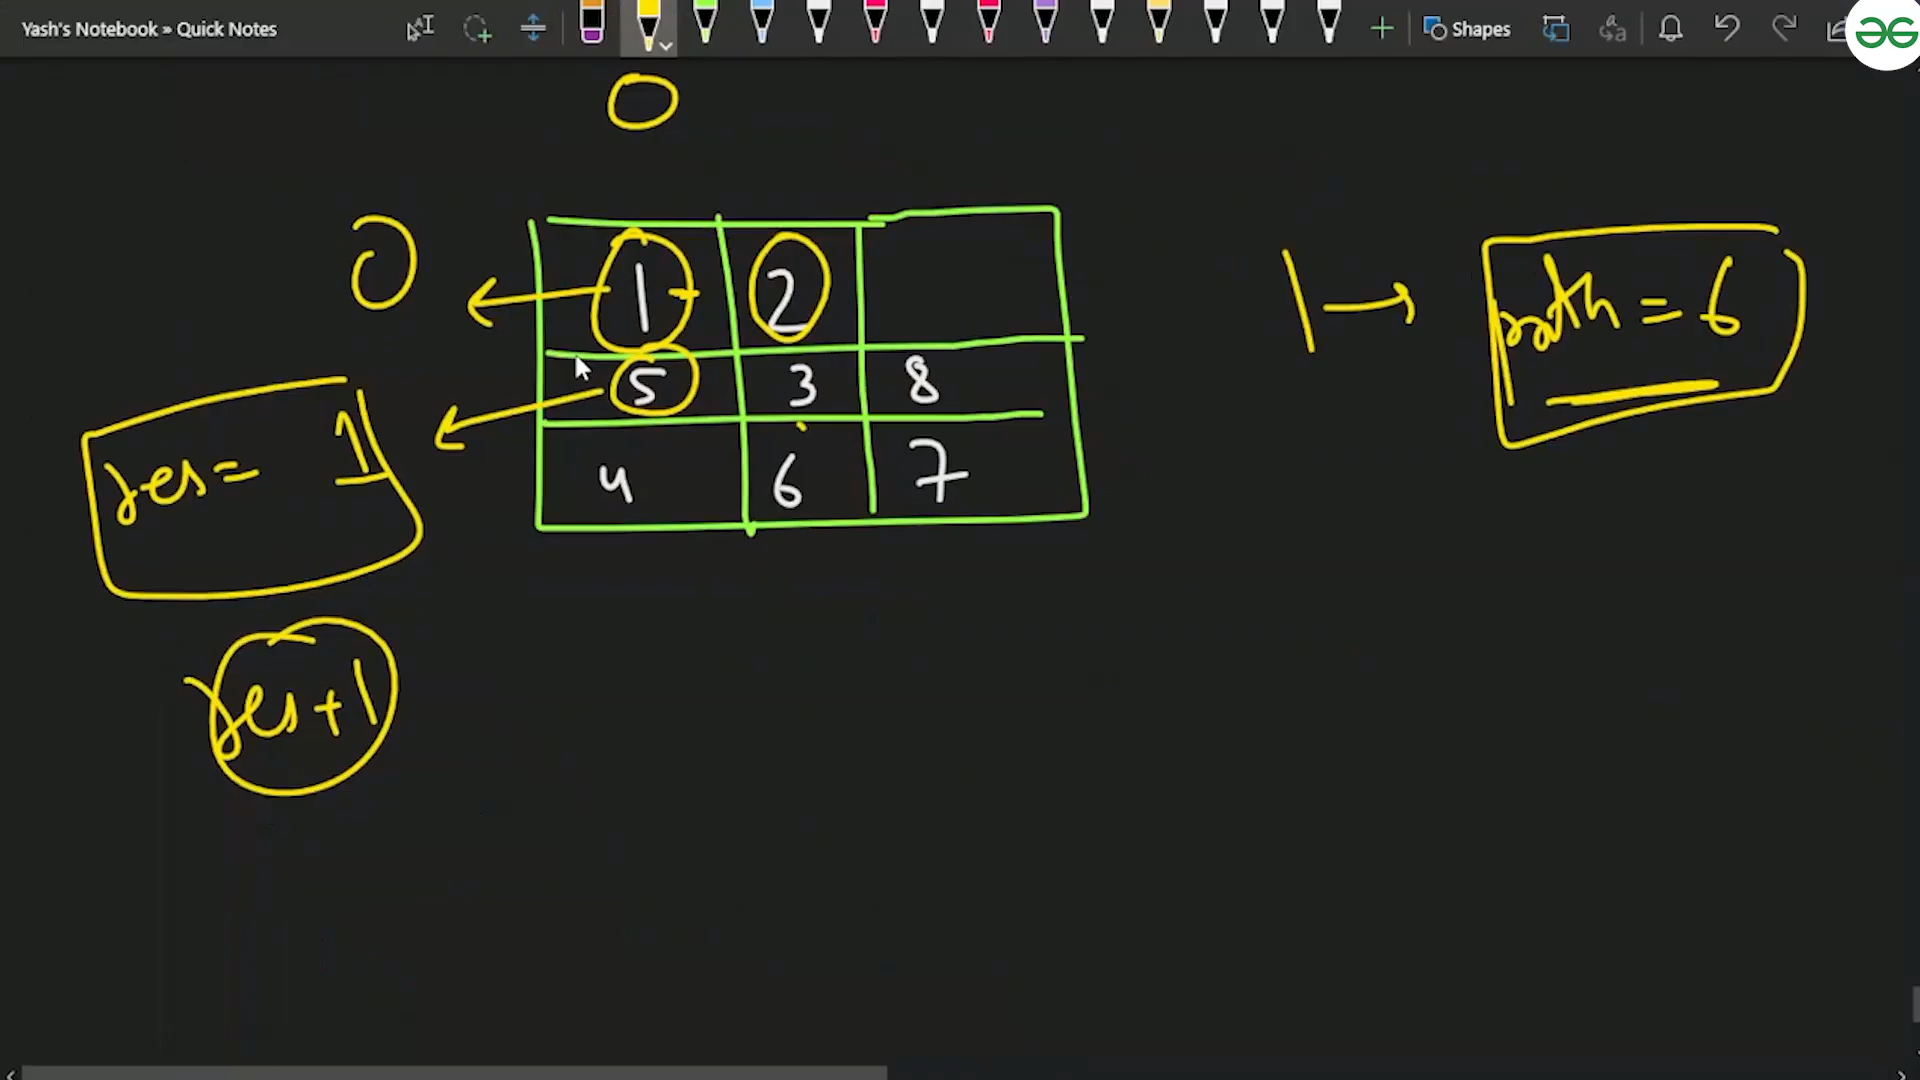 Yash's Notebook » Quick Notes
Shapes
0
0
1 2
5 3 8
4 6 7
1 → path = 6
res = 1
res + 1